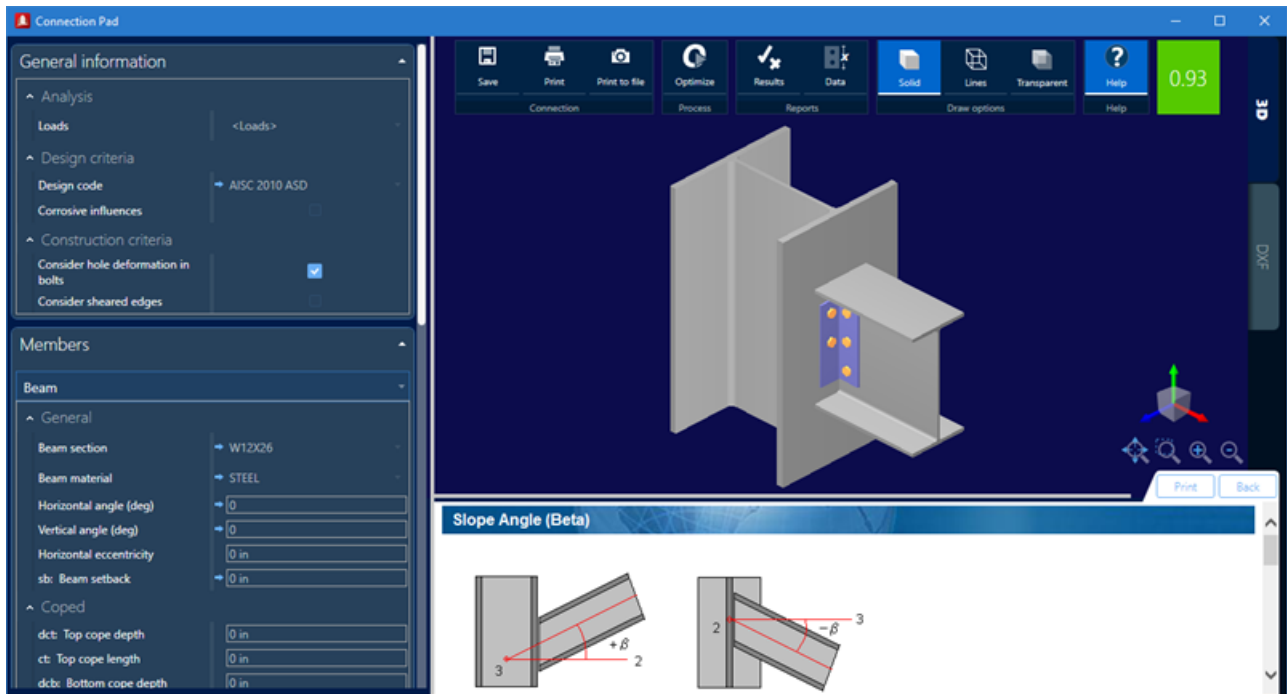 Connection Pad
General information
Analysis
Loads <Loads>
Design criteria
Design code AISC 2010 ASD
Corrosive influences
Construction criteria
Consider hole deformation in
bolts
Consider sheared edges
Members
Beam
General
Beam section W12X26
Beam material STEEL
Horizontal angle (deg) 0
Vertical angle (deg) 0
Horizontal eccentricity 0 in
sb: Beam setback 0 in
Coped
dct: Top cope depth 0 in
ct: Top cope length 0 in
dcb: Bottom cope depth 0 in
Save Print Print to file Optimize Results Data Solid Lines Transparent Help
Connection Process Reports Draw options Help
0.93
3D
DXF
Print Back
Slope Angle (Beta)
3 +β 2
2 -β 3